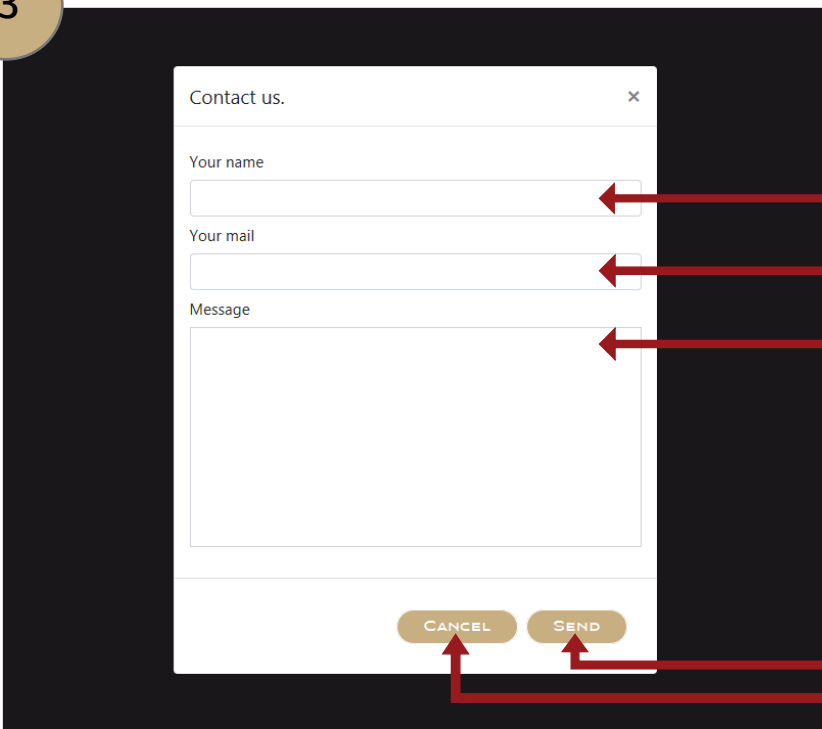 3
Contact us. ×
Your name
Your mail
Message
CANCEL SEND